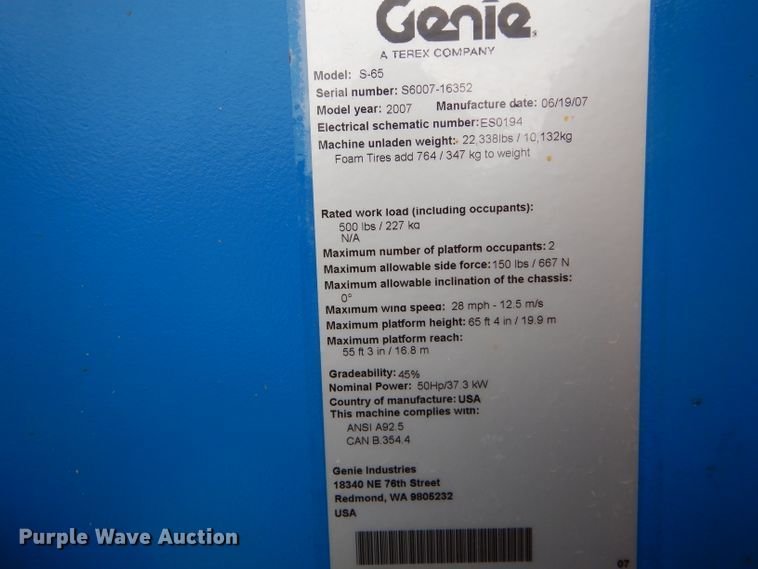 Genie
A TEREX COMPANY
Model: S-65
Serial number: S6007-16352
Model year: 2007 Manufacture date: 06/19/07
Electrical schematic number: ES0194
Machine unladen weight: 22,338lbs / 10,132kg
Foam Tires add 764 / 347 kg to weight
Rated work load (including occupants):
500 lbs / 227 kg
N/A
Maximum number of platform occupants: 2
Maximum allowable side force: 150 lbs / 667 N
Maximum allowable inclination of the chassis:
0°
Maximum wind speed: 28 mph - 12.5 m/s
Maximum platform height: 65 ft 4 in / 19.9 m
Maximum platform reach:
55 ft 3 in / 16.8 m
Gradeability: 45%
Nominal Power: 50Hp/37.3 kW
Country of manufacture: USA
This machine complies with:
ANSI A92.5
CAN B.354.4
Genie Industries
18340 NE 76th Street
Redmond, WA 9805232
USA
07
Purple Wave Auction